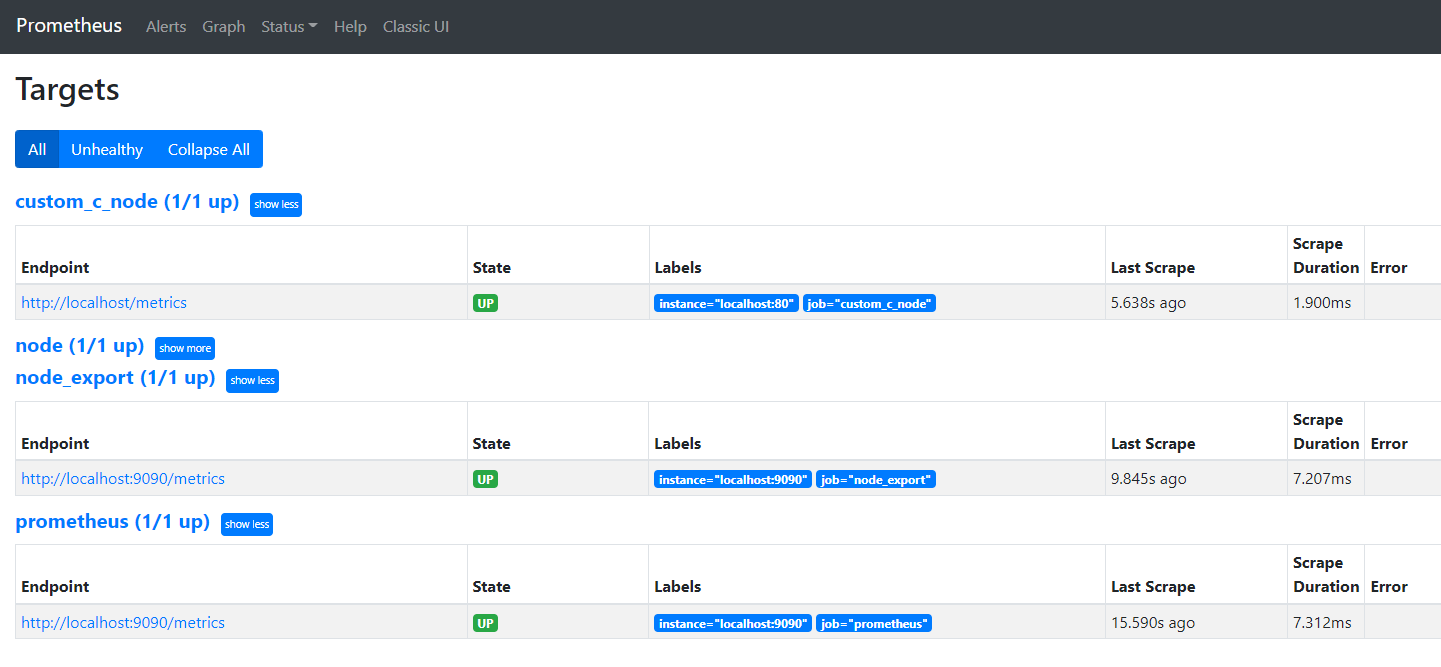 Prometheus Alerts Graph Status Help Classic UI
Targets
All Unhealthy Collapse All
custom_c_node (1/1 up) show less
Endpoint State Labels Last Scrape Scrape Duration Error
http://localhost/metrics UP instance="localhost:80" job="custom_c_node" 5.638s ago 1.900ms
node (1/1 up) show more
node_export (1/1 up) show less
Endpoint State Labels Last Scrape Scrape Duration Error
http://localhost:9090/metrics UP instance="localhost:9090" job="node_export" 9.845s ago 7.207ms
prometheus (1/1 up) show less
Endpoint State Labels Last Scrape Scrape Duration Error
http://localhost:9090/metrics UP instance="localhost:9090" job="prometheus" 15.590s ago 7.312ms